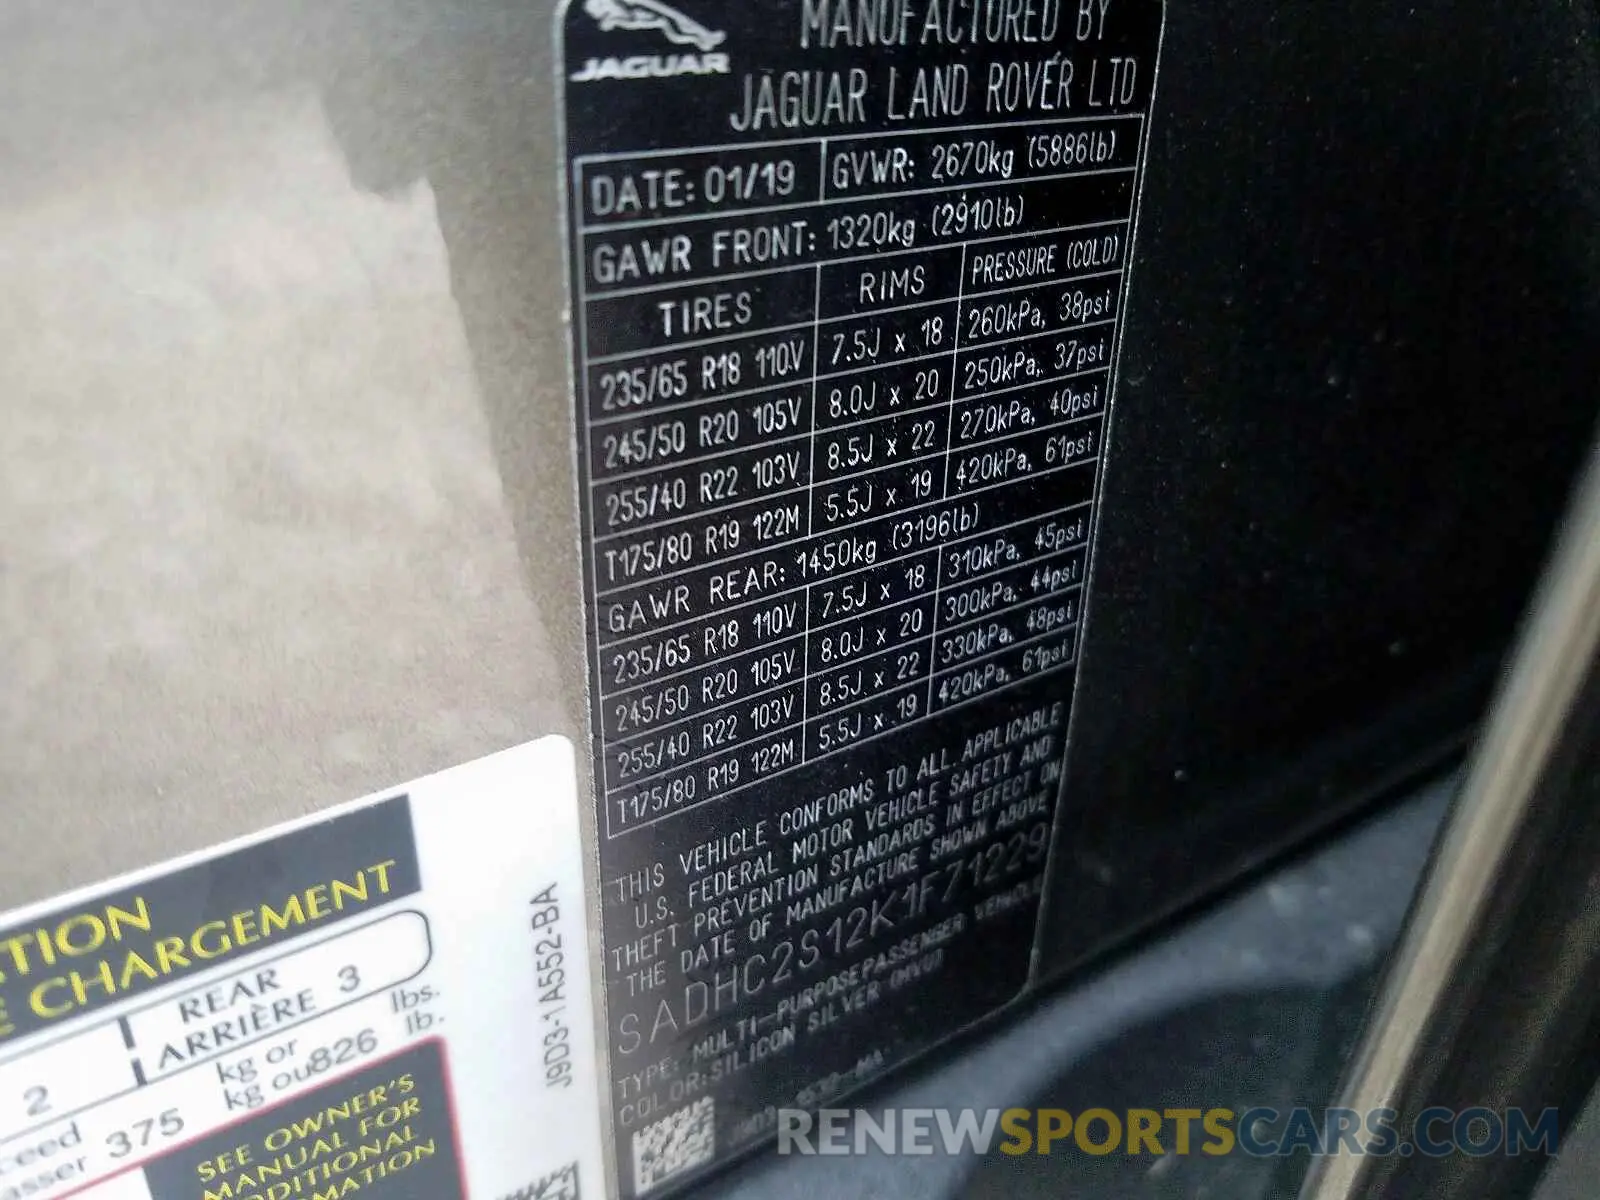 JAGUAR
MANUFACTURED BY
JAGUAR LAND ROVER LTD
DATE: 01/19 GVWR: 2670kg (5886lb)
GAWR FRONT: 1320kg (2910lb)
TIRES RIMS PRESSURE (COLD)
235/65 R18 110V 7.5J x 18 260kPa, 38psi
245/50 R20 105V 8.0J x 20 250kPa, 37psi
255/40 R22 103V 8.5J x 22 270kPa, 40psi
T175/80 R19 122M 5.5J x 19 420kPa, 61psi
GAWR REAR: 1450kg (3196lb)
235/65 R18 110V 7.5J x 18 310kPa, 45psi
245/50 R20 105V 8.0J x 20 300kPa, 44psi
255/40 R22 103V 8.5J x 22 330kPa, 48psi
T175/80 R19 122M 5.5J x 19 420kPa, 61psi
THIS VEHICLE CONFORMS TO ALL APPLICABLE
U.S. FEDERAL MOTOR VEHICLE SAFETY AND
THEFT PREVENTION STANDARDS IN EFFECT ON
THE DATE OF MANUFACTURE SHOWN ABOVE
SADHC2S12K1F71229
TYPE: MULTI-PURPOSE PASSENGER VEHICLE
COLOR: SILICON SILVER (MVU)
TION
E CHARGEMENT
2 REAR
ARRIÈRE 3
ceed
asser 375 kg or
kg ou 826 lbs.
lb.
SEE OWNER'S
MANUAL FOR
DDITIONAL
RMATION
J9D3-1A552-BA
RENEWSPORTSCARS.COM